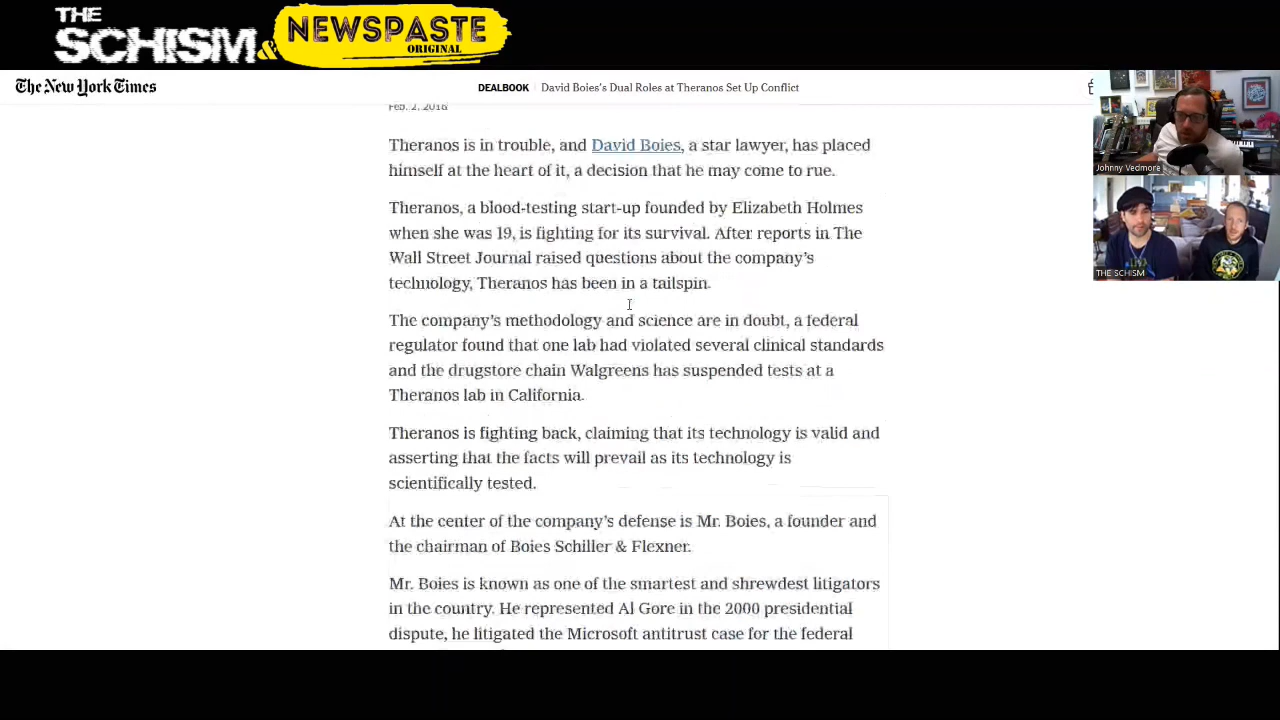 THE
SCHISM
&
NEWSPASTE
ORIGINAL
The New York Times
DEALBOOK
David Boies's Dual Roles at Theranos Set Up Conflict
Theranos is in trouble, and David Boies, a star lawyer, has placed
himself at the heart of it, a decision that he may come to rue.
Theranos, a blood-testing start-up founded by Elizabeth Holmes
when she was 19, is fighting for its survival. After reports in The
Wall Street Journal raised questions about the company's
technology, Theranos has been in a tailspin.
The company's methodology and science are in doubt, a federal
regulator found that one lab had violated several clinical standards
and the drugstore chain Walgreens has suspended tests at a
Theranos lab in California.
Theranos is fighting back, claiming that its technology is valid and
asserting that the facts will prevail as its technology is
scientifically tested.
At the center of the company's defense is Mr. Boies, a founder and
the chairman of Boies Schiller & Flexner.
Mr. Boies is known as one of the smartest and shrewdest litigators
in the country. He represented Al Gore in the 2000 presidential
dispute, he litigated the Microsoft antitrust case for the federal
Johnny Vedmore
THE SCHISM